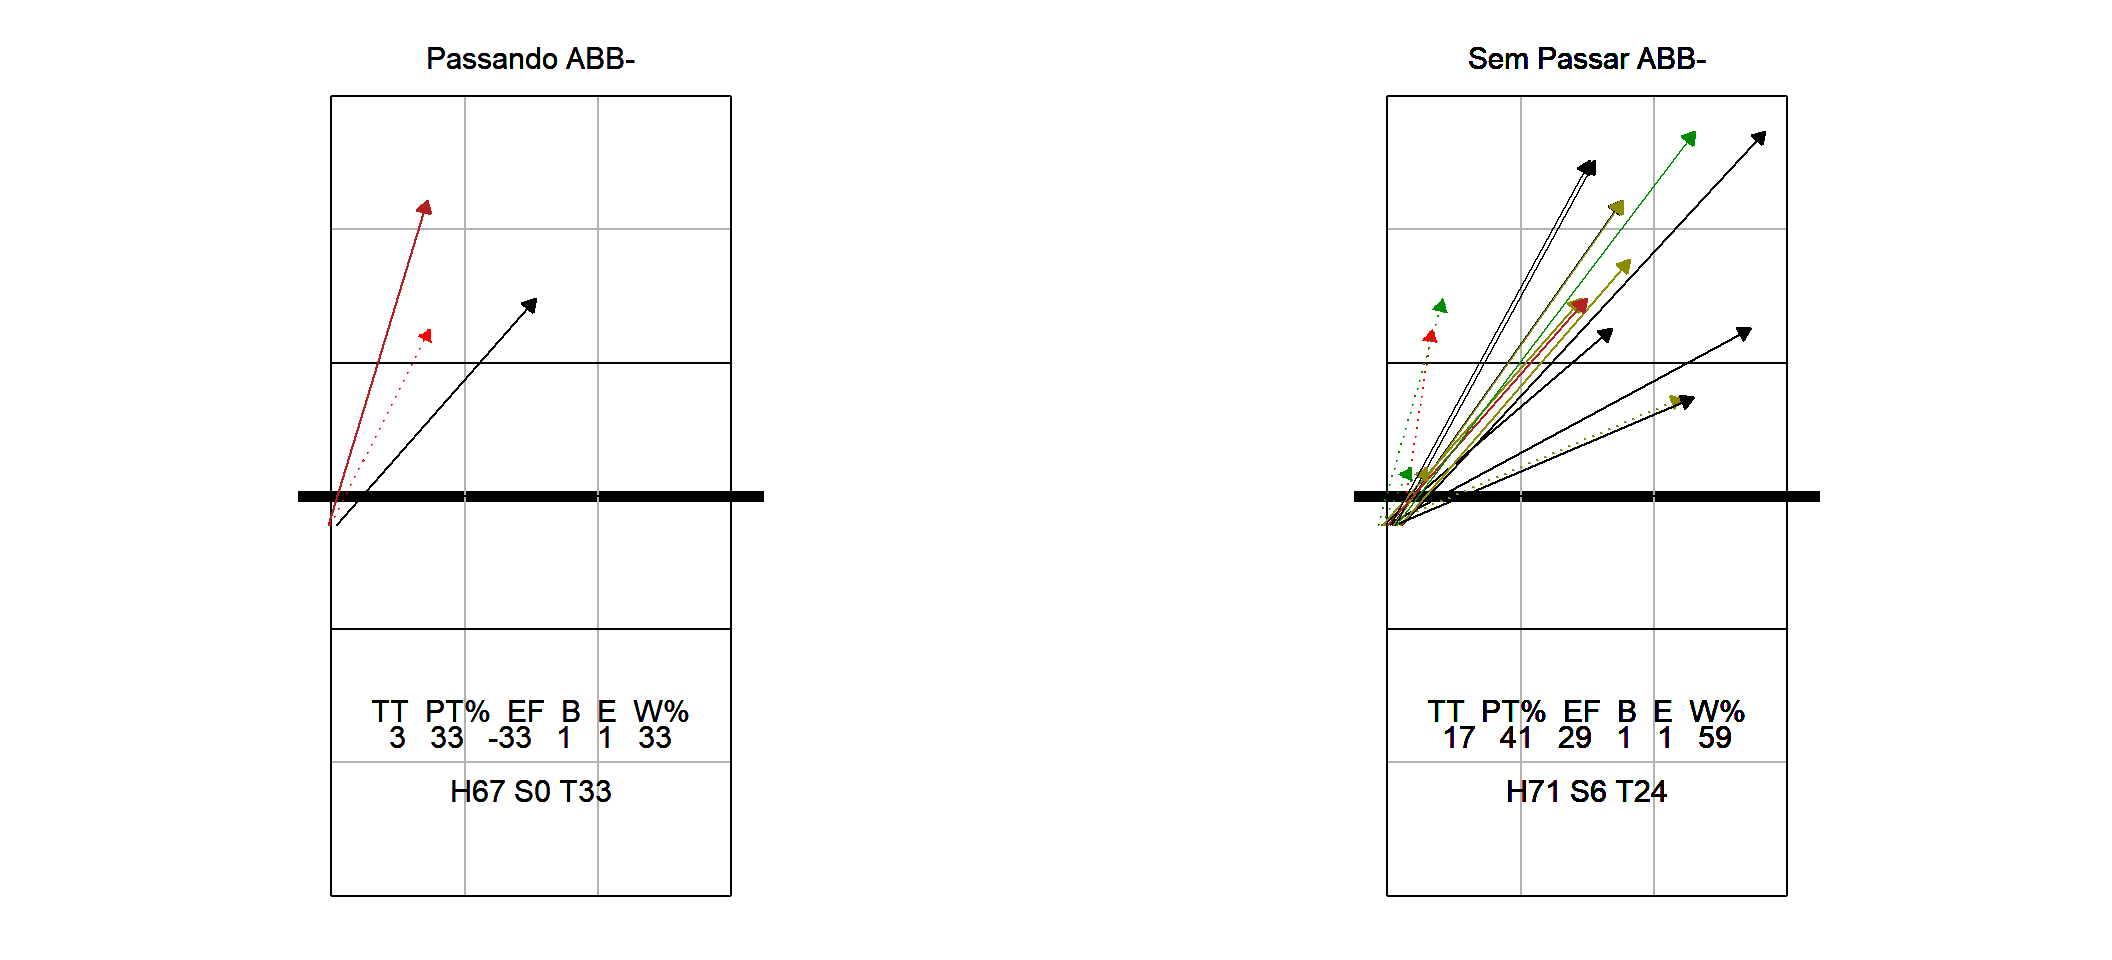 Passando ABB-
TT PT% EF B E W%
3 33 -33 1 1 33
H67 S0 T33
Sem Passar ABB-
TT PT% EF B E W%
17 41 29 1 1 59
H71 S6 T24